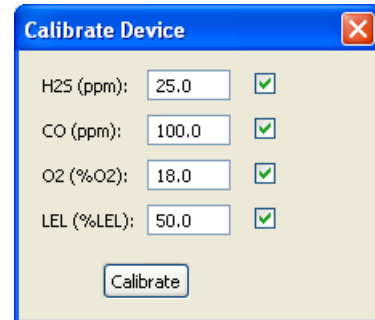 Calibrate Device
H2S (ppm): 25.0
CO (ppm): 100.0
O2 (%O2): 18.0
LEL (%LEL): 50.0
Calibrate